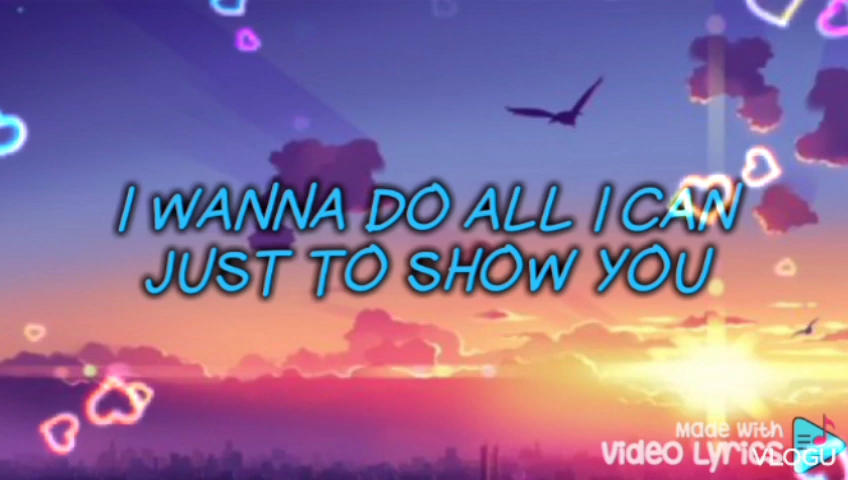 I WANNA DO ALL I CAN
JUST TO SHOW YOU
Made with
Video Lyrics
VLOGU